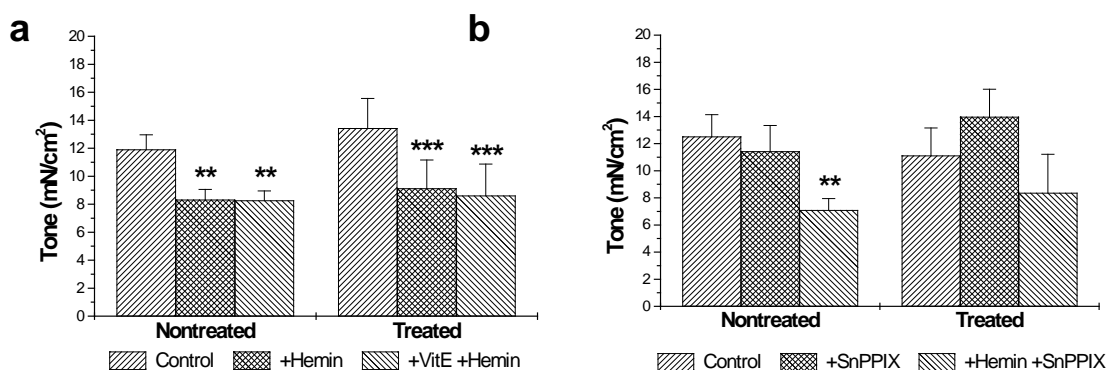 a
20
18
16
14
12
10
8
6
4
2
0
Tone (mN/cm²)
**
**
***
***
Nontreated
Treated
Control
+Hemin
+VitE +Hemin
b
20
18
16
14
12
10
8
6
4
2
0
Tone (mN/cm²)
**
Nontreated
Treated
Control
+SnPPIX
+Hemin +SnPPIX